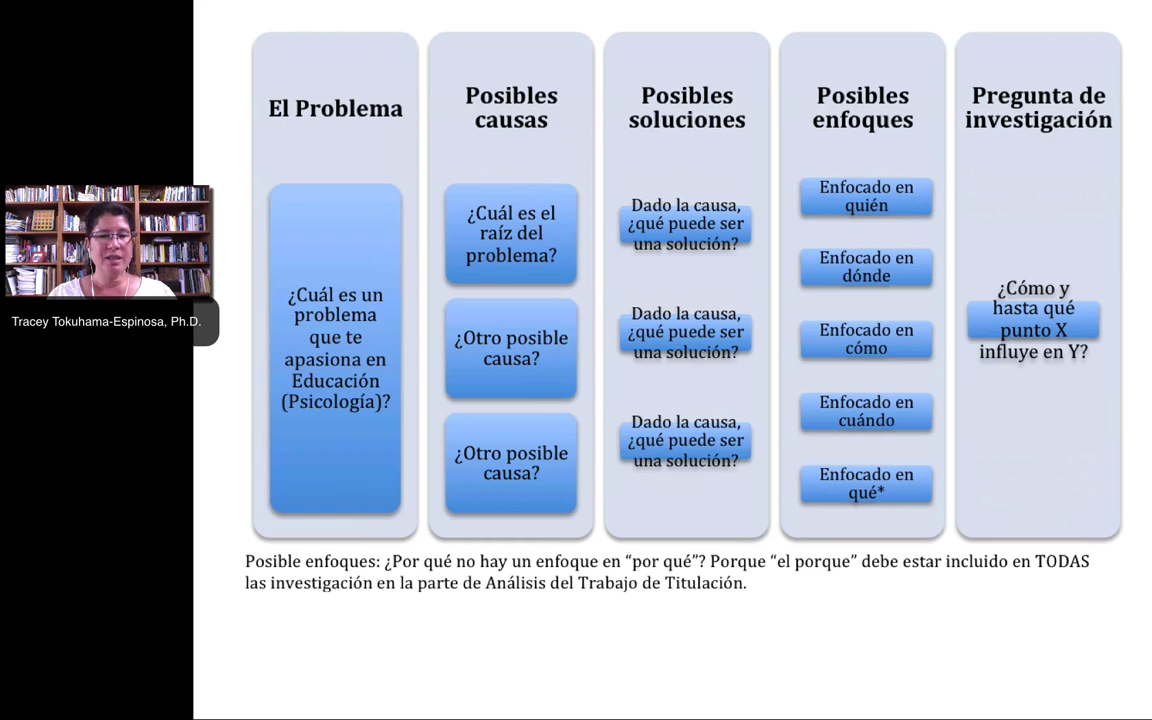 El Problema
¿Cuál es un
problema
que te
apasiona en
Educación
(Psicología)?
Posibles
causas
¿Cuál es el
raíz del
problema?
¿Otro posible
causa?
¿Otro posible
causa?
Posibles
soluciones
Dado la causa,
¿qué puede ser
una solución?
Dado la causa,
¿qué puede ser
una solución?
Dado la causa,
¿qué puede ser
una solución?
Posibles
enfoques
Enfocado en
quién
Enfocado en
dónde
Enfocado en
cómo
Enfocado en
cuándo
Enfocado en
qué*
Pregunta de
investigación
¿Cómo y
hasta qué
punto X
influye en Y?
Tracey Tokuhama-Espinosa, Ph.D.
Posible enfoques: ¿Por qué no hay un enfoque en “por qué”? Porque “el porque” debe estar incluido en TODAS
las investigación en la parte de Análisis del Trabajo de Titulación.